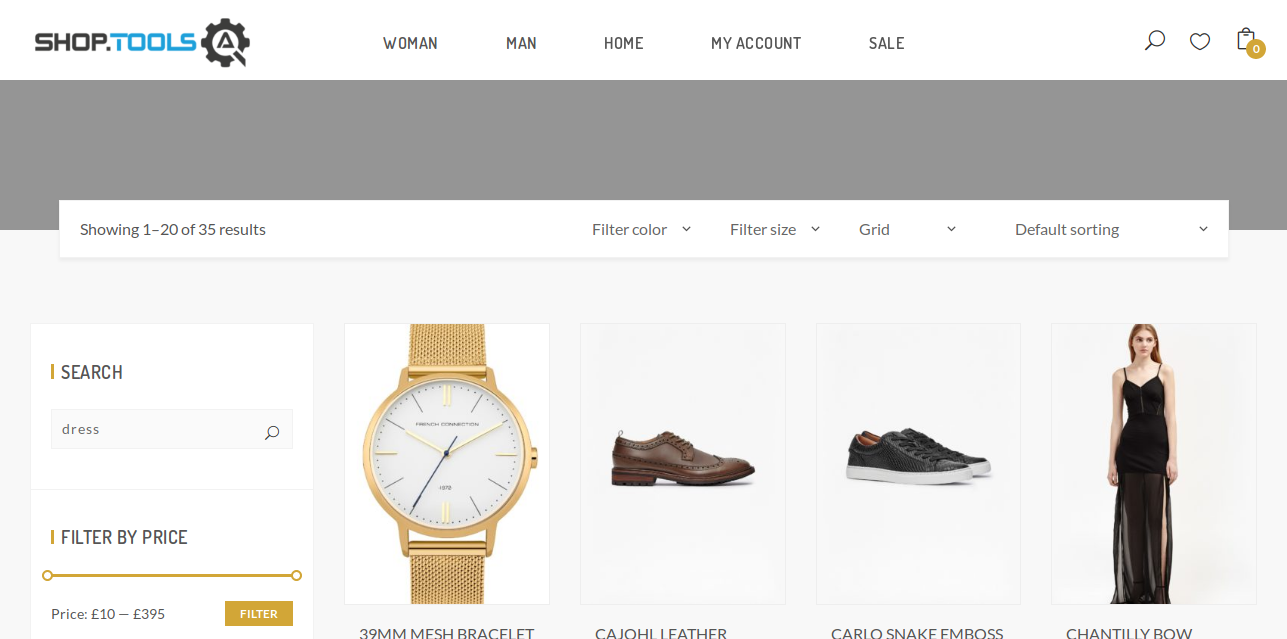 SHOP.TOOLS
WOMAN MAN HOME MY ACCOUNT SALE
0
Showing 1–20 of 35 results Filter color Filter size Grid Default sorting
SEARCH
dress
FILTER BY PRICE
Price: £10 — £395 FILTER
FRENCH CONNECTION
1972
39MM MESH BRACELET CAJOHL LEATHER CARLO SNAKE EMBOSS CHANTILLY BOW